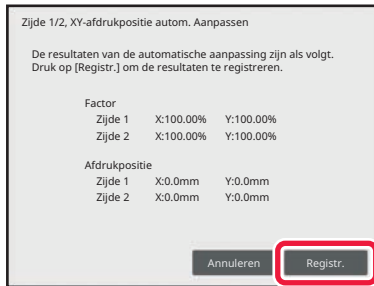 Zijde 1/2, XY-afdrukpositie autom. Aanpassen
De resultaten van de automatische aanpassing zijn als volgt.
Druk op [Registr.] om de resultaten te registreren.
Factor
Zijde 1 X:100.00% Y:100.00%
Zijde 2 X:100.00% Y:100.00%
Afdrukpositie
Zijde 1 X:0.0mm Y:0.0mm
Zijde 2 X:0.0mm Y:0.0mm
Annuleren Registr.